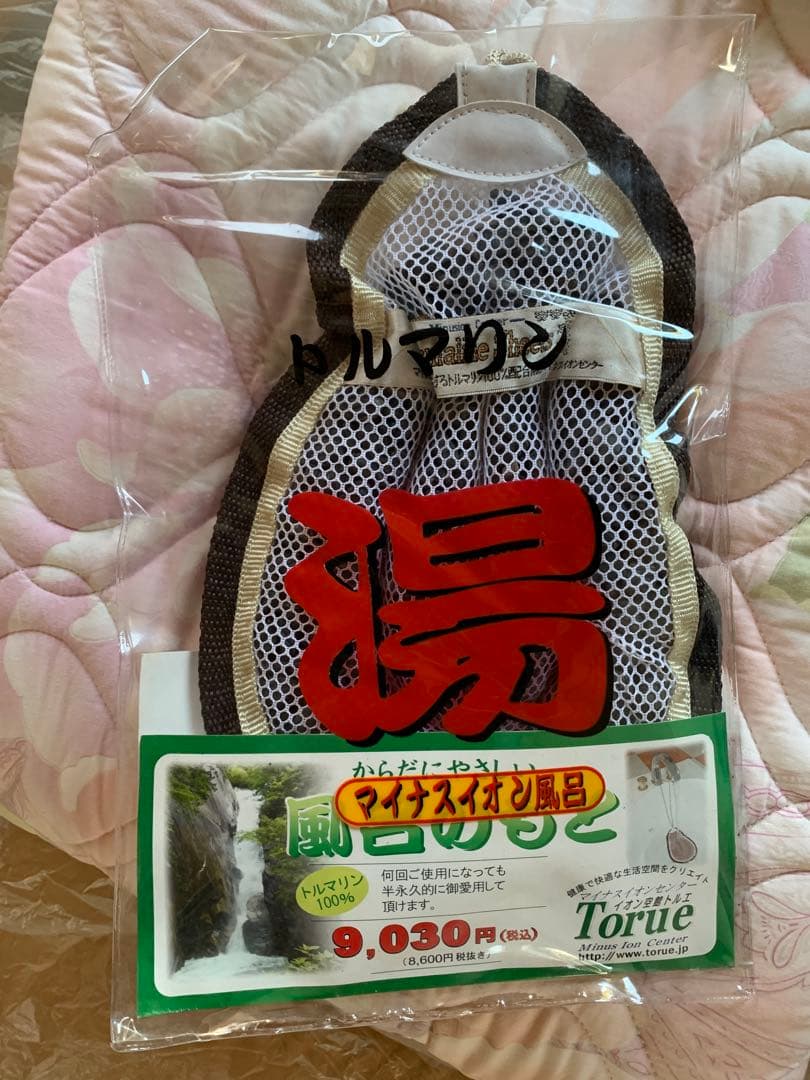 トルマリン
湯
からだにやさしい
マイナスイオン風呂
風呂のもと
トルマリン
100%
何回ご使用になっても
半永久的に御愛用して
頂けます。
9,030円(税込)
(8,600円税抜き)
健康で快適な生活空間をクリエイト
マイナスイオンセンター
イオン空館トルエ
Torue
Minus Ion Center
http://www.torue.jp